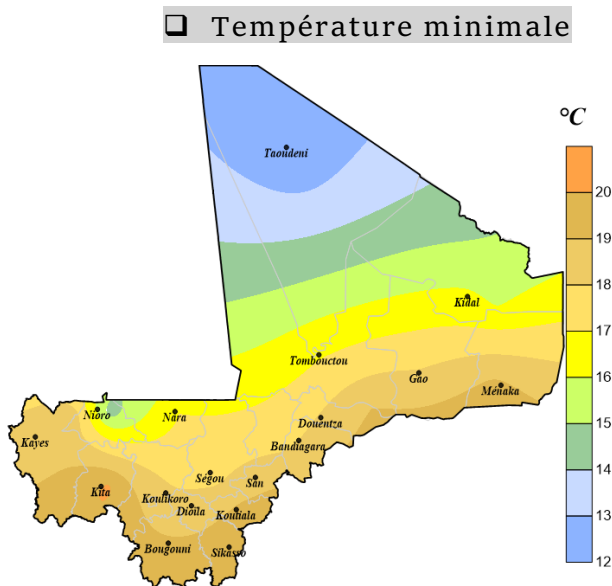 ❑ Température minimale
°C
Taoudeni
20
19
18
Kidal
17
Tombouctou
Gao
16
Ménaka
Nioro
Nara
Douentza
15
Kayes
Bandiagara
14
Ségou
San
Kita
Koulikoro
Dioila
Koutiala
13
Bougouni
Sikasso
12